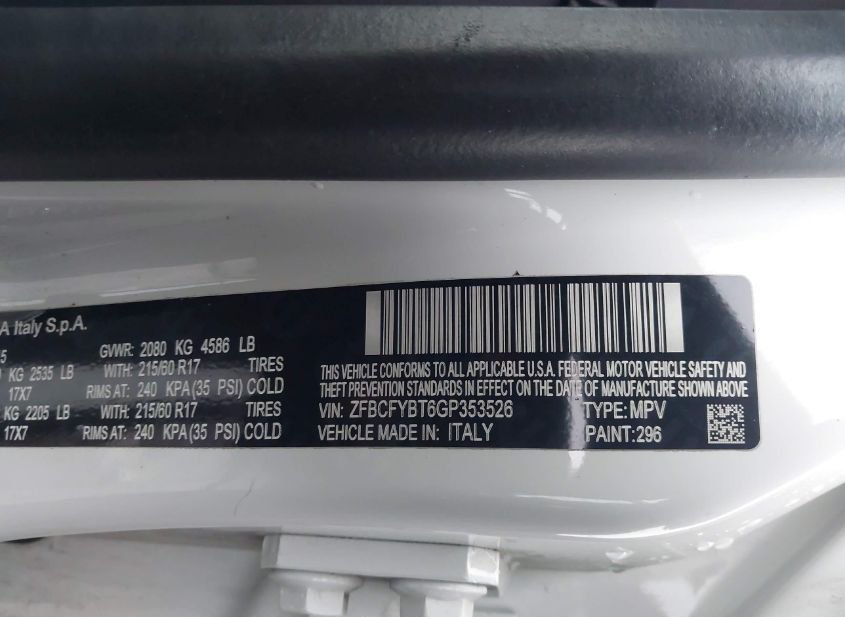 A Italy S.p.A.
5
GVWR: 2080 KG 4586 LB
KG 2535 LB WITH: 215/60 R17 TIRES
17X7 RIMS AT: 240 KPA(35 PSI) COLD
KG 2205 LB WITH: 215/60 R17 TIRES
17X7 RIMS AT: 240 KPA(35 PSI) COLD
THIS VEHICLE CONFORMS TO ALL APPLICABLE U.S.A. FEDERAL MOTOR VEHICLE SAFETY AND
THEFT PREVENTION STANDARDS IN EFFECT ON THE DATE OF MANUFACTURE SHOWN ABOVE
VIN: ZFBCFYBT6GP353526 TYPE: MPV
VEHICLE MADE IN: ITALY PAINT: 296